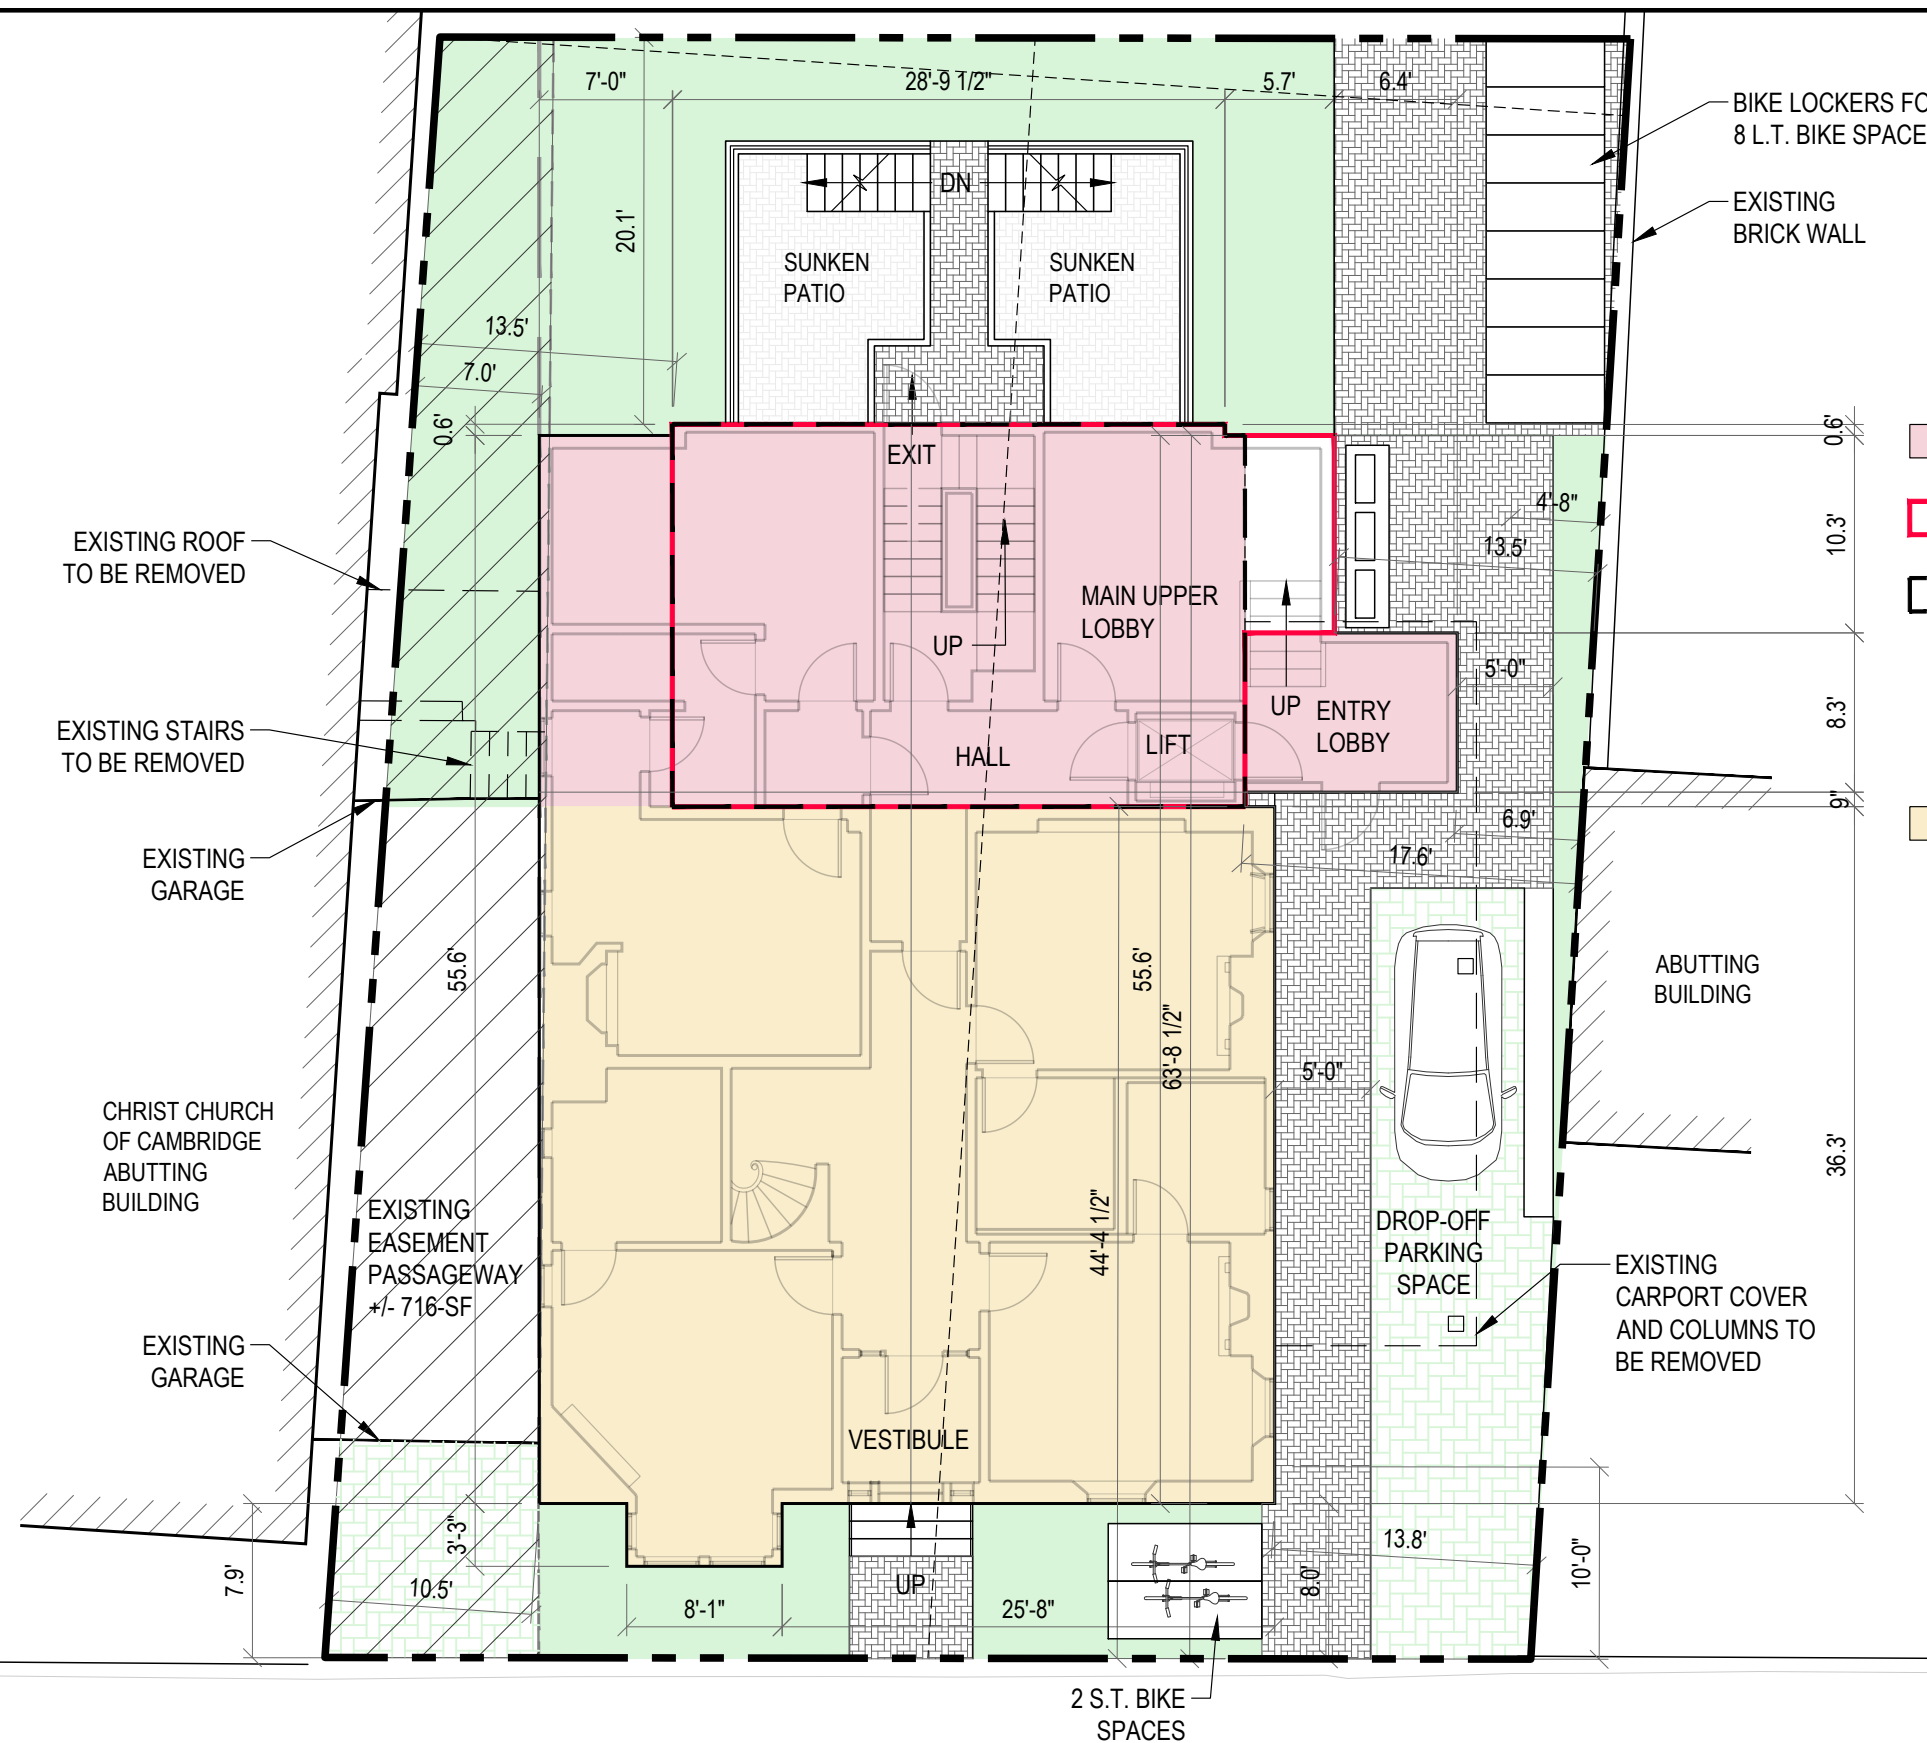 7'-0"
28'-9 1/2"
5.7'
6.4'
BIKE LOCKERS FO
8 L.T. BIKE SPACE
DN
EXISTING
BRICK WALL
20.1'
SUNKEN
PATIO
SUNKEN
PATIO
13.5'
7.0'
0.6'
0.6'
EXIT
4'-8"
10.3'
13.5'
EXISTING ROOF
TO BE REMOVED
MAIN UPPER
LOBBY
UP
5'-0"
UP
ENTRY
LOBBY
8.3'
EXISTING STAIRS
TO BE REMOVED
HALL
LIFT
9"
6.9'
17.6'
EXISTING
GARAGE
55.6'
55.6'
63'-8 1/2"
ABUTTING
BUILDING
5'-0"
36.3'
CHRIST CHURCH
OF CAMBRIDGE
ABUTTING
BUILDING
EXISTING
EASEMENT
PASSAGEWAY
+/- 716-SF
44'-4 1/2"
DROP-OFF
PARKING
SPACE
EXISTING
CARPORT COVER
AND COLUMNS TO
BE REMOVED
EXISTING
GARAGE
VESTIBULE
3'-3"
7.9'
10.5'
8'-1"
UP
25'-8"
8.0'
13.8'
10'-0"
2 S.T. BIKE
SPACES